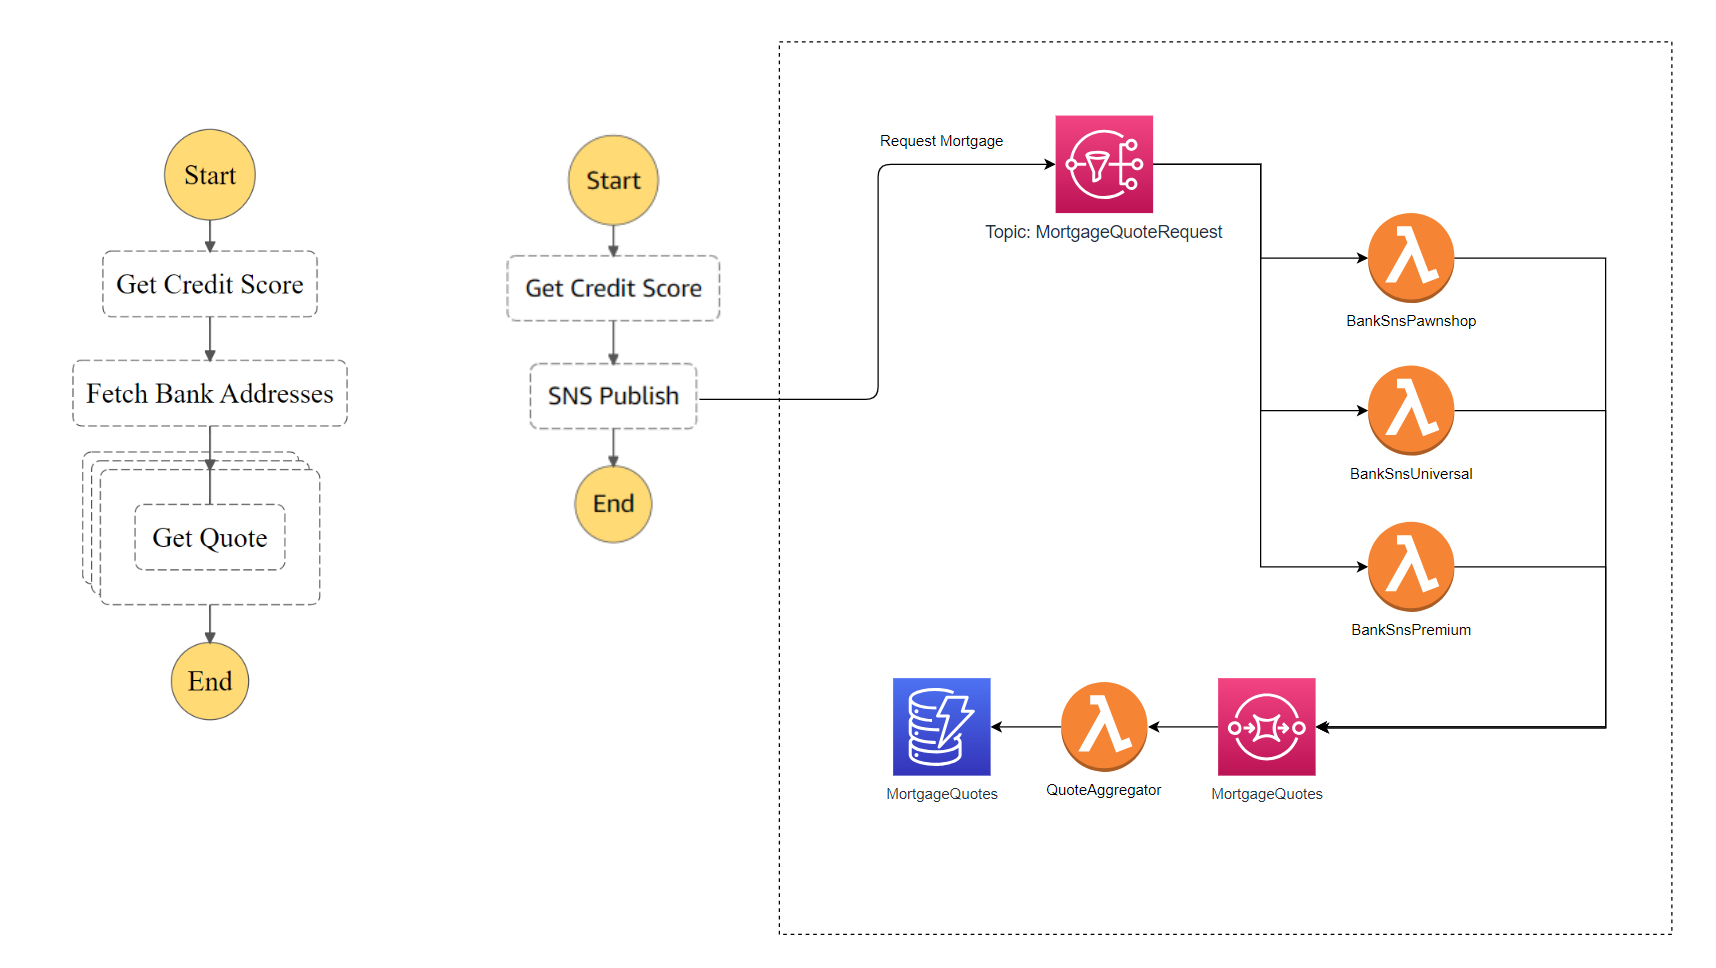 Start
Get Credit Score
Fetch Bank Addresses
Get Quote
End
Start
Get Credit Score
SNS Publish
End
Request Mortgage
Topic: MortgageQuoteRequest
BankSnsPawnshop
BankSnsUniversal
BankSnsPremium
MortgageQuotes
QuoteAggregator
MortgageQuotes